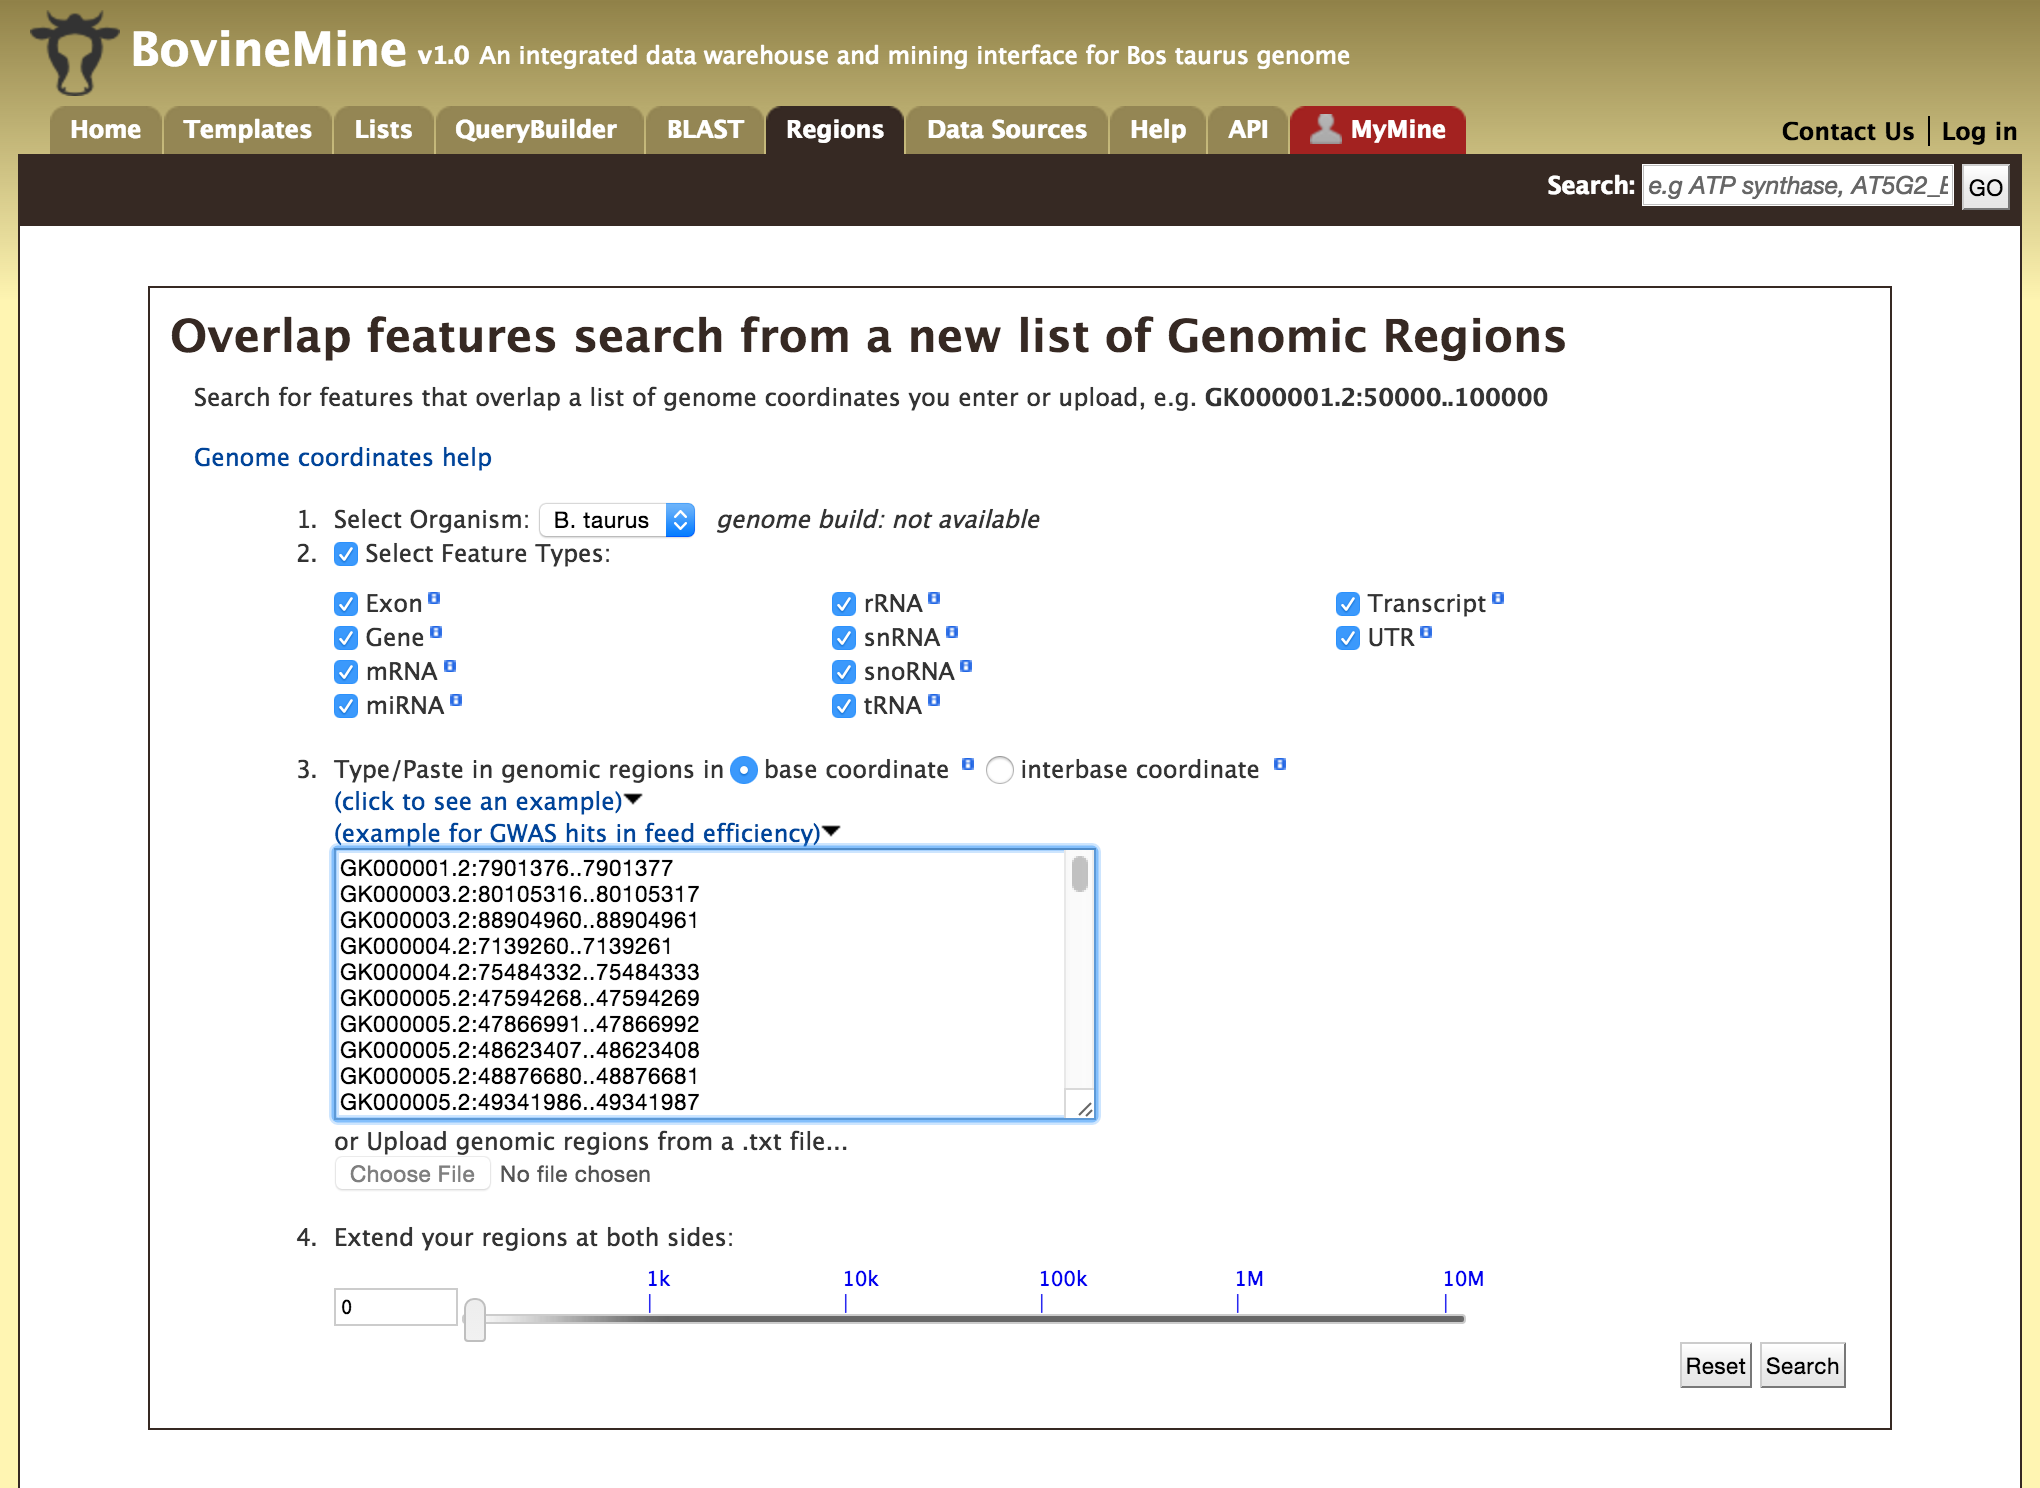 BovineMine v1.0 An integrated data warehouse and mining interface for Bos taurus genome
Home Templates Lists QueryBuilder BLAST Regions Data Sources Help API MyMine Contact Us Log in
Search: e.g ATP synthase, AT5G2_B GO
Overlap features search from a new list of Genomic Regions
Search for features that overlap a list of genome coordinates you enter or upload, e.g. GK000001.2:50000..100000
Genome coordinates help
1. Select Organism: B. taurus genome build: not available
2. Select Feature Types:
Exon rRNA Transcript
Gene snRNA UTR
mRNA snoRNA
miRNA tRNA
3. Type/Paste in genomic regions in base coordinate interbase coordinate
(click to see an example)
(example for GWAS hits in feed efficiency)
GK000001.2:7901376..7901377
GK000003.2:80105316..80105317
GK000003.2:88904960..88904961
GK000004.2:7139260..7139261
GK000004.2:75484332..75484333
GK000005.2:47594268..47594269
GK000005.2:47866991..47866992
GK000005.2:48623407..48623408
GK000005.2:48876680..48876681
GK000005.2:49341986..49341987
or Upload genomic regions from a .txt file...
Choose File No file chosen
4. Extend your regions at both sides:
1k 10k 100k 1M 10M
0
Reset Search